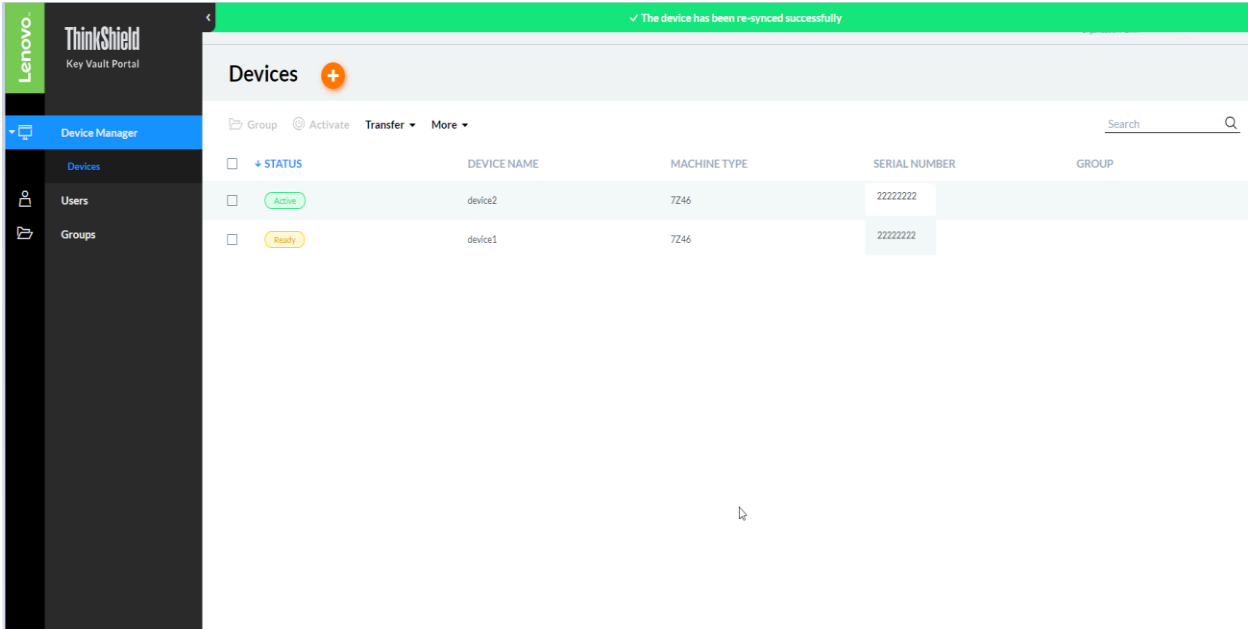 Lenovo.
ThinkShield
Key Vault Portal
✓ The device has been re-synced successfully
Devices
Group Activate Transfer More Search
Device Manager
Devices
Users
Groups
STATUS DEVICE NAME MACHINE TYPE SERIAL NUMBER GROUP
Active device2 7Z46 22222222
Ready device1 7Z46 22222222